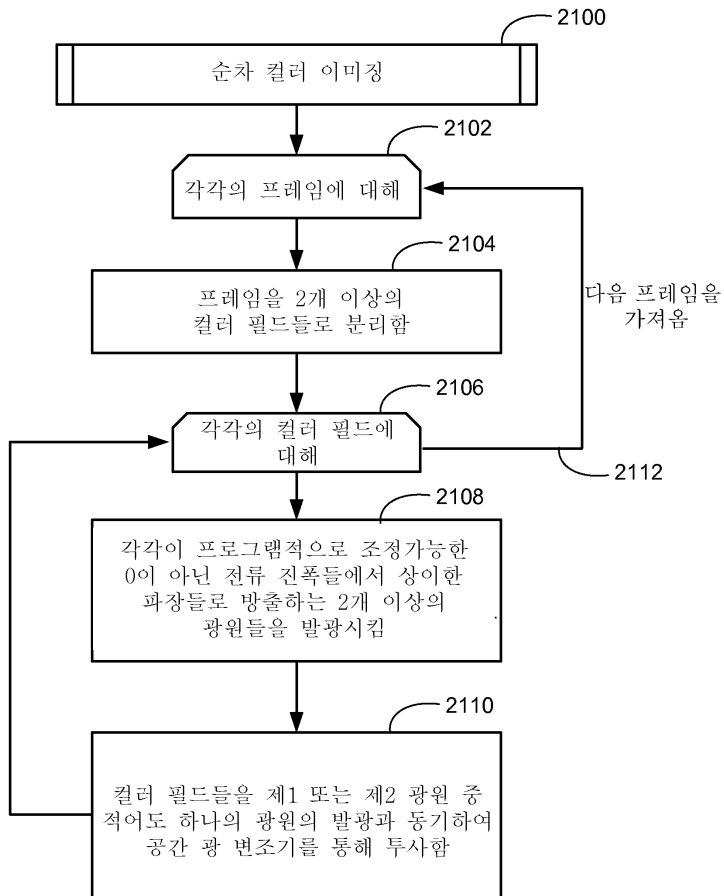 2100
순차 컬러 이미징
2102
각각의 프레임에 대해
2104
프레임을 2개 이상의
컬러 필드들로 분리함
다음 프레임을
가져옴
2106
각각의 컬러 필드에
대해
2112
2108
각각이 프로그램적으로 조정가능한
0이 아닌 전류 진폭들에서 상이한
파장들로 방출하는 2개 이상의
광원들을 발광시킴
2110
컬러 필드들을 제1 또는 제2 광원 중
적어도 하나의 광원의 발광과 동기하여
공간 광 변조기를 통해 투사함